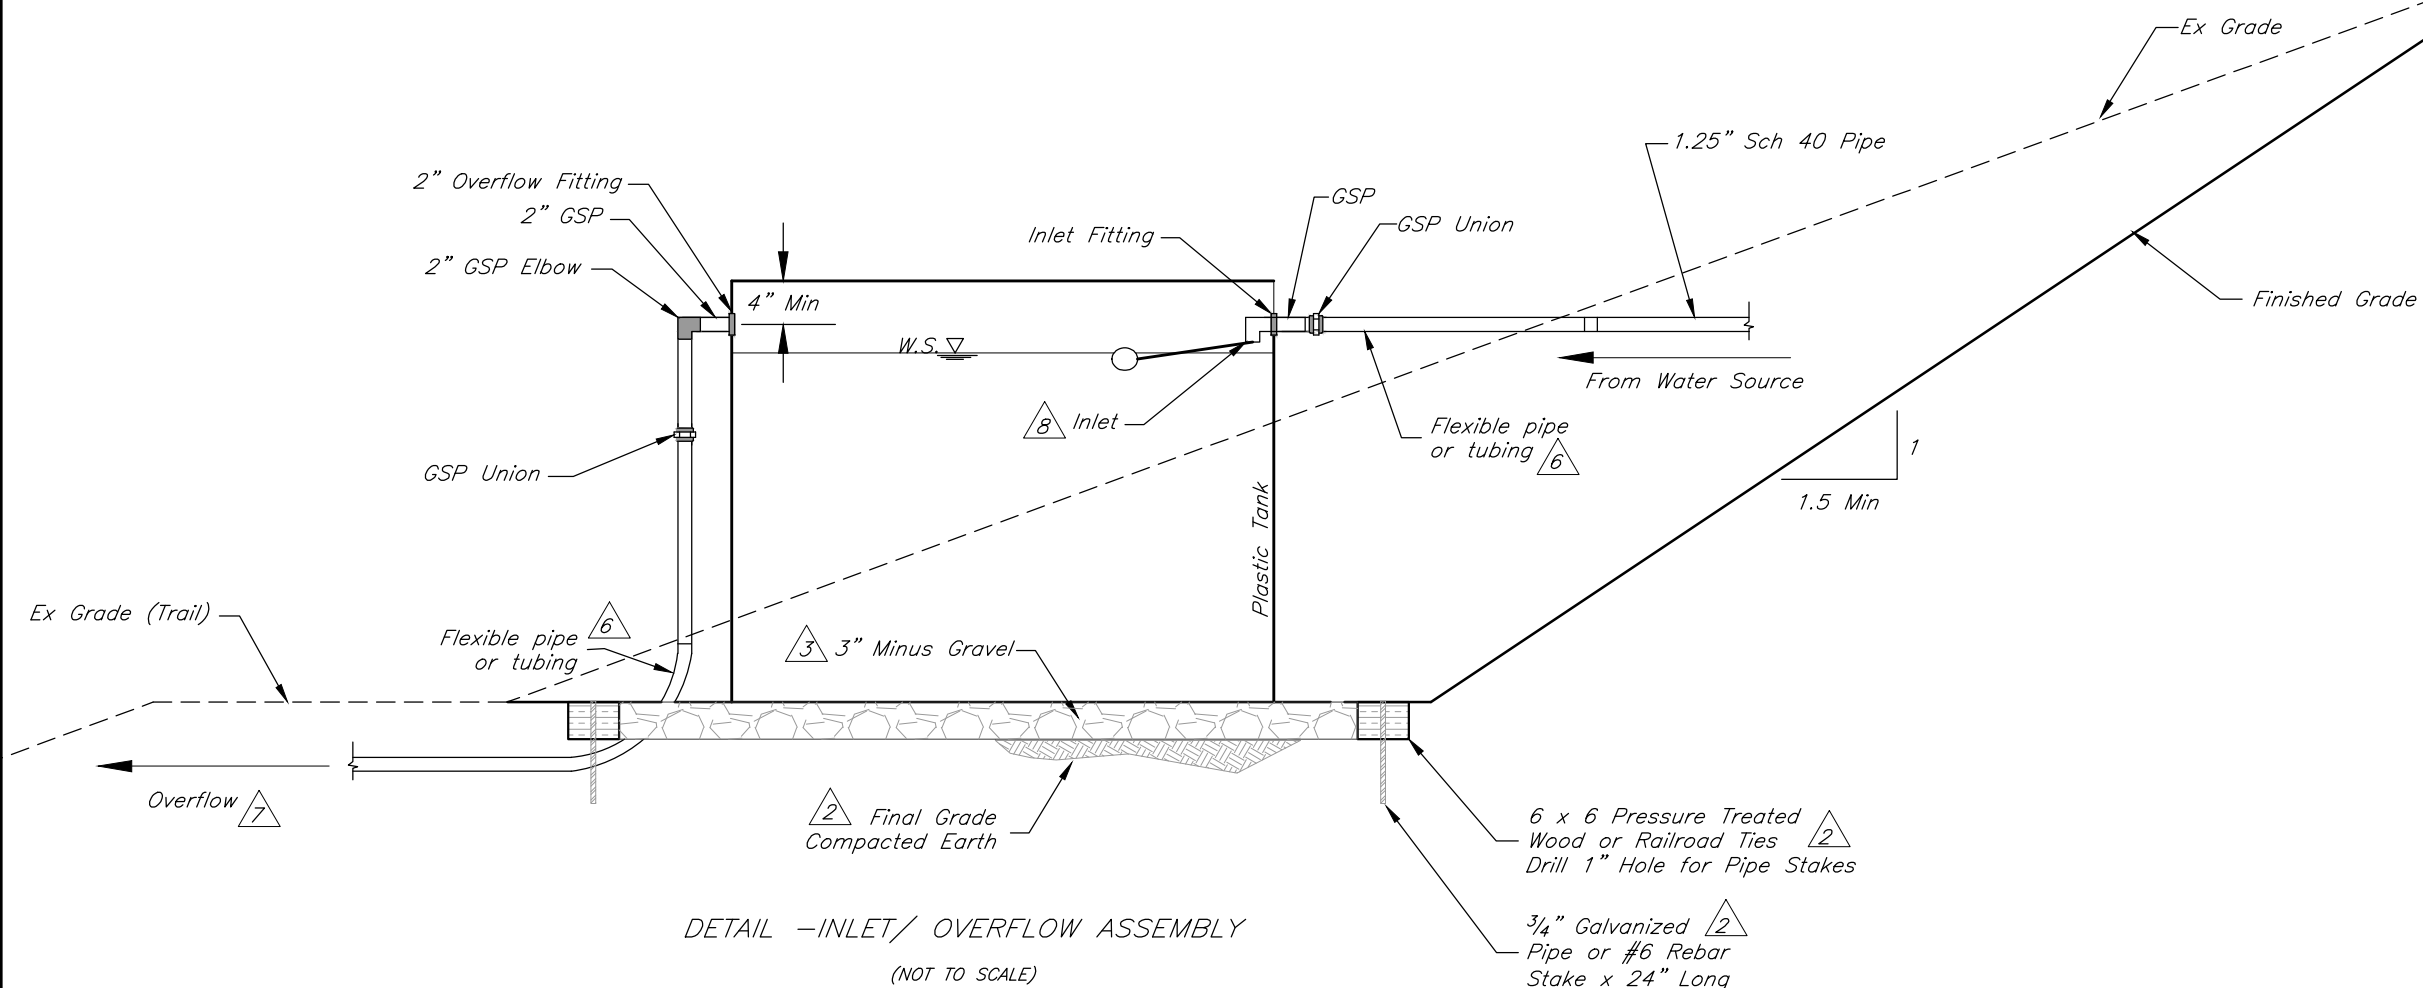 Ex Grade
1.25" Sch 40 Pipe
2" Overflow Fitting
2" GSP
2" GSP Elbow
GSP
GSP Union
Inlet Fitting
4" Min
Finished Grade
W.S.
From Water Source
8 Inlet
Flexible pipe
or tubing 6
1
1.5 Min
GSP Union
Plastic Tank
Ex Grade (Trail)
Flexible pipe 6
or tubing
3 3" Minus Gravel
Overflow 7
2 Final Grade
Compacted Earth
6 x 6 Pressure Treated
Wood or Railroad Ties 2
Drill 1" Hole for Pipe Stakes
3/4" Galvanized 2
Pipe or #6 Rebar
Stake x 24" Long
DETAIL -INLET/ OVERFLOW ASSEMBLY
(NOT TO SCALE)